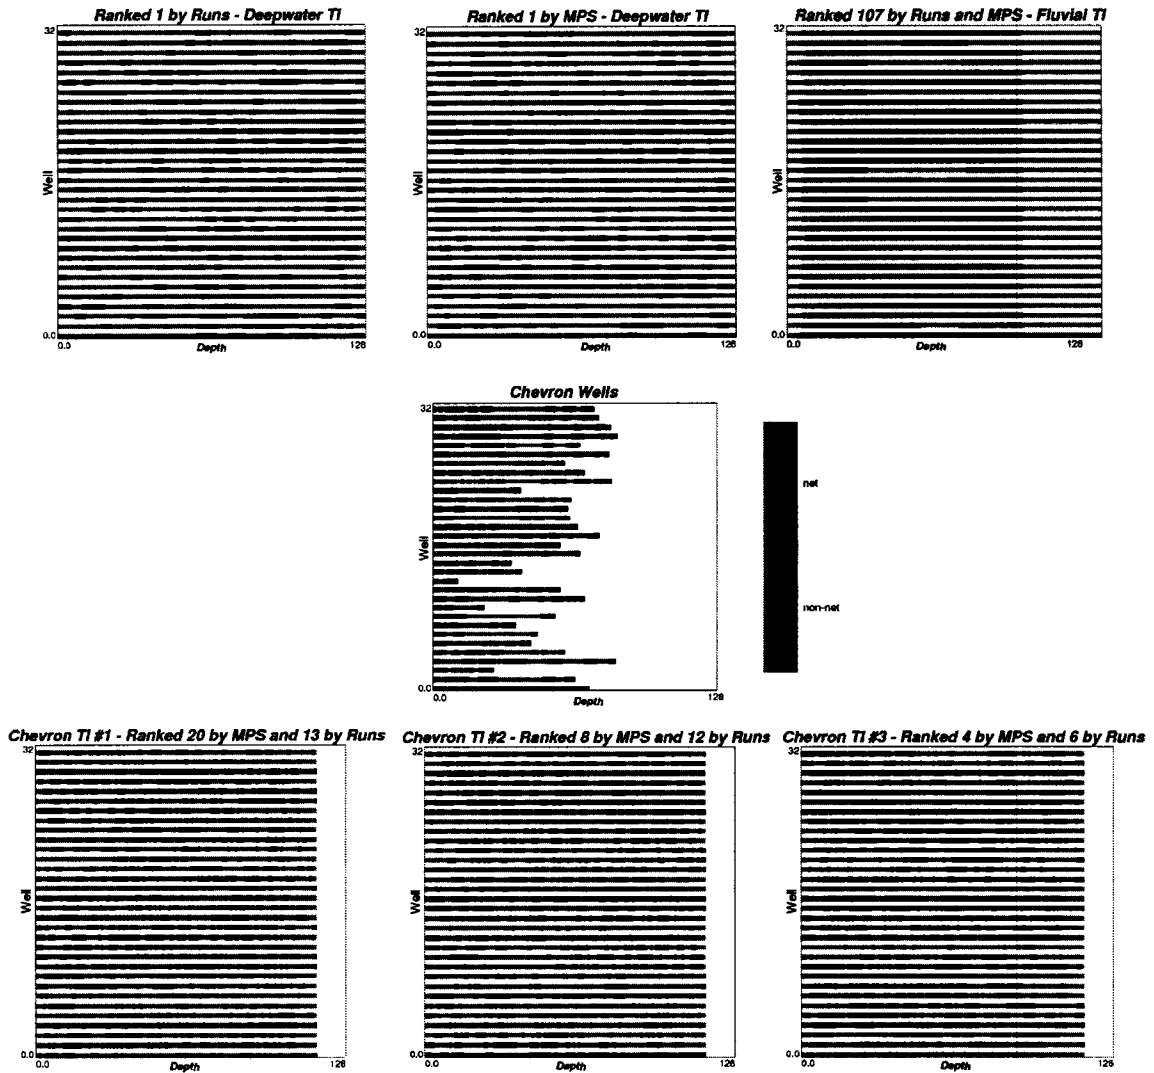 Ranked 1 by Runs - Deepwater TI
Ranked 1 by MPS - Deepwater TI
Ranked 107 by Runs and MPS - Fluvial TI
32
Well
0.0
0.0
Depth
128
32
Well
0.0
0.0
Depth
128
32
Well
0.0
0.0
Depth
128
Chevron Wells
32
Well
0.0
0.0
Depth
128
net
non-net
Chevron TI #1 - Ranked 20 by MPS and 13 by Runs
Chevron TI #2 - Ranked 8 by MPS and 12 by Runs
Chevron TI #3 - Ranked 4 by MPS and 6 by Runs
32
Well
0.0
0.0
Depth
128
32
Well
0.0
0.0
Depth
128
32
Well
0.0
0.0
Depth
128